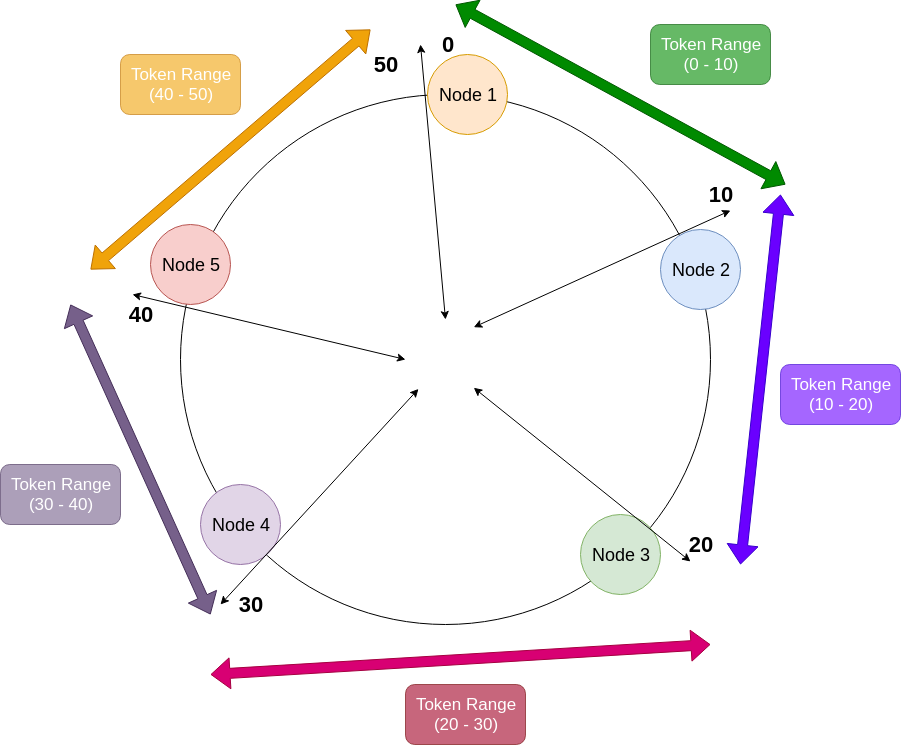 0
50
Node 1
Token Range
(0 - 10)
Token Range
(40 - 50)
10
Node 2
Node 5
40
Token Range
(10 - 20)
Token Range
(30 - 40)
Node 4
Node 3
20
30
Token Range
(20 - 30)